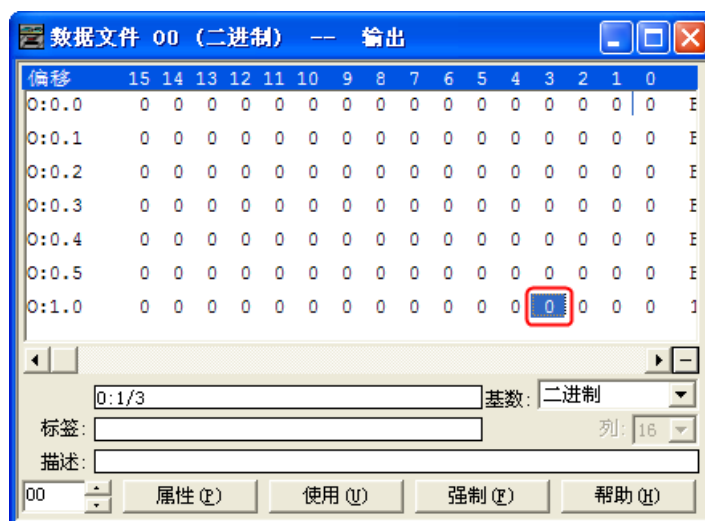 数据文件 O0 (二进制) -- 输出
偏移 15 14 13 12 11 10 9 8 7 6 5 4 3 2 1 0
O:0.0 0 0 0 0 0 0 0 0 0 0 0 0 0 0 0 0 E
O:0.1 0 0 0 0 0 0 0 0 0 0 0 0 0 0 0 0 E
O:0.2 0 0 0 0 0 0 0 0 0 0 0 0 0 0 0 0 E
O:0.3 0 0 0 0 0 0 0 0 0 0 0 0 0 0 0 0 E
O:0.4 0 0 0 0 0 0 0 0 0 0 0 0 0 0 0 0 E
O:0.5 0 0 0 0 0 0 0 0 0 0 0 0 0 0 0 0 E
O:1.0 0 0 0 0 0 0 0 0 0 0 0 0 0 0 0 0 1
O:1/3 基数: 二进制
标签: 列: 16
描述:
O0 属性(P) 使用(U) 强制(F) 帮助(H)